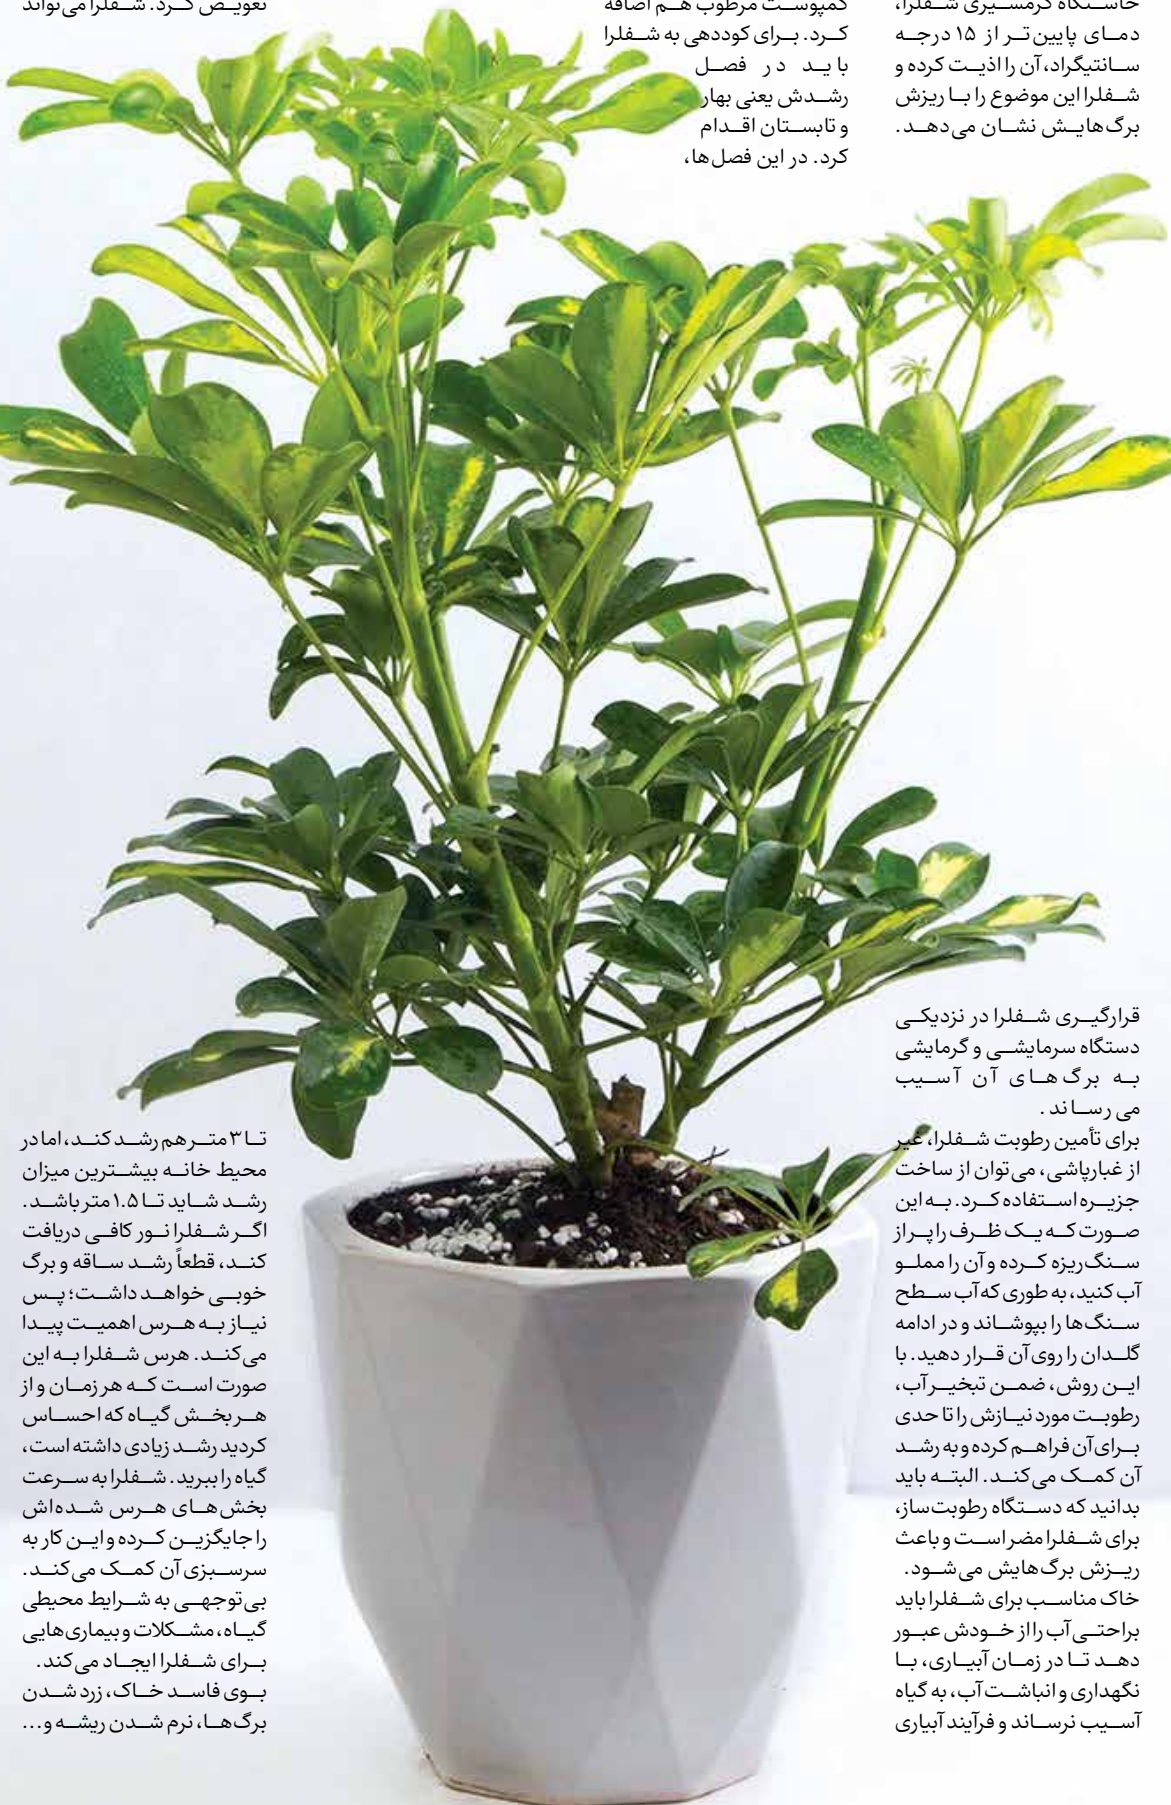 خاستگاه گرمسیری شفلرا،
دمای پایین‌تر از ۱۵ درجه
سانتیگراد، آن را اذیت کرده و
شفلرا این موضوع را با ریزش
برگ‌هایش نشان می‌دهد.
قرارگیری شفلرا در نزدیکی
دستگاه سرمایشی و گرمایشی
به برگ‌های آن آسیب
می‌رساند.
برای تأمین رطوبت شفلرا، غیر
از غبارپاشی، می‌توان از ساخت
جزیره استفاده کرد. به این
صورت که یک ظرف را پر از
سنگ‌ریزه کرده و آن را مملو
آب کنید، به طوری که آب سطح
سنگ‌ها را بپوشاند و در ادامه
گلدان را روی آن قرار دهید. با
این روش، ضمن تبخیر آب،
رطوبت مورد نیازش را تا حدی
برای آن فراهم کرده و به رشد
آن کمک می‌کند. البته باید
بدانید که دستگاه رطوبت‌ساز،
برای شفلرا مضر است و باعث
ریزش برگ‌هایش می‌شود.
خاک مناسب برای شفلرا باید
براحتی آب را از خودش عبور
دهد تا در زمان آبیاری، با
نگهداری و انباشت آب، به گیاه
آسیب نرساند و فرآیند آبیاری
کمپوست مرطوب هم اضافه
کرد. برای کوددهی به شفلرا
باید در فصل
رشدش یعنی بهار
و تابستان اقدام
کرد. در این فصل‌ها،
تعویض کرد. شفلرا می‌تواند
تا ۳ متر هم رشد کند، اما در
محیط خانه بیشترین میزان
رشد شاید تا ۱.۵ متر باشد.
اگر شفلرا نور کافی دریافت
کند، قطعاً رشد ساقه و برگ
خوبی خواهد داشت؛ پس
نیاز به هرس اهمیت پیدا
می‌کند. هرس شفلرا به این
صورت است که هر زمان و از
هر بخش گیاه که احساس
کردید رشد زیادی داشته است،
گیاه را ببرید. شفلرا به سرعت
بخش‌های هرس شده‌اش
را جایگزین کرده و این کار به
سرسبزی آن کمک می‌کند.
بی‌توجهی به شرایط محیطی
گیاه، مشکلات و بیماری‌هایی
برای شفلرا ایجاد می‌کند.
بوی فاسد خاک، زرد شدن
برگ‌ها، نرم شدن ریشه و...